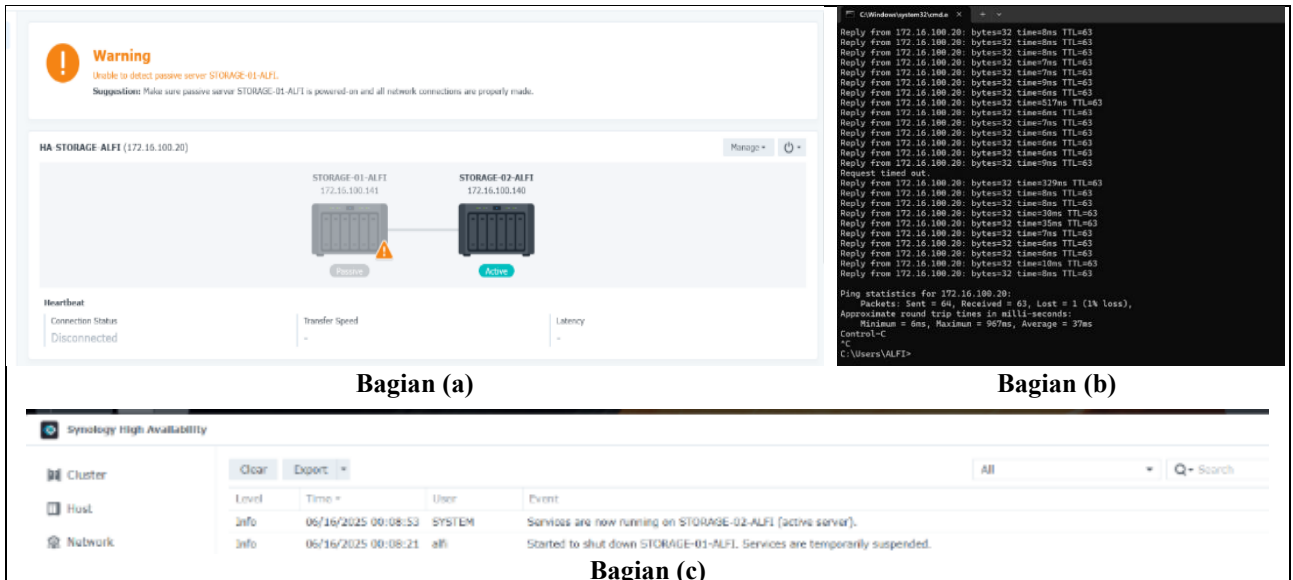 Warning
Unable to detect passive server STORAGE-01-ALFI.
Suggestion: Make sure passive server STORAGE-01-ALFI is powered-on and all network connections are properly made.
HA-STORAGE-ALFI (172.16.100.20)
Manage
STORAGE-01-ALFI
172.16.100.141
STORAGE-02-ALFI
172.16.100.140
Passive
Active
Heartbeat
Connection Status
Transfer Speed
Latency
Disconnected
-
-
Bagian (a)
C:\Windows\system32\cmd.e
Reply from 172.16.100.20: bytes=32 time=8ms TTL=63
Reply from 172.16.100.20: bytes=32 time=8ms TTL=63
Reply from 172.16.100.20: bytes=32 time=8ms TTL=63
Reply from 172.16.100.20: bytes=32 time=7ms TTL=63
Reply from 172.16.100.20: bytes=32 time=7ms TTL=63
Reply from 172.16.100.20: bytes=32 time=9ms TTL=63
Reply from 172.16.100.20: bytes=32 time=6ms TTL=63
Reply from 172.16.100.20: bytes=32 time=517ms TTL=63
Reply from 172.16.100.20: bytes=32 time=6ms TTL=63
Reply from 172.16.100.20: bytes=32 time=7ms TTL=63
Reply from 172.16.100.20: bytes=32 time=6ms TTL=63
Reply from 172.16.100.20: bytes=32 time=6ms TTL=63
Reply from 172.16.100.20: bytes=32 time=6ms TTL=63
Reply from 172.16.100.20: bytes=32 time=9ms TTL=63
Request timed out.
Reply from 172.16.100.20: bytes=32 time=329ms TTL=63
Reply from 172.16.100.20: bytes=32 time=8ms TTL=63
Reply from 172.16.100.20: bytes=32 time=8ms TTL=63
Reply from 172.16.100.20: bytes=32 time=30ms TTL=63
Reply from 172.16.100.20: bytes=32 time=35ms TTL=63
Reply from 172.16.100.20: bytes=32 time=7ms TTL=63
Reply from 172.16.100.20: bytes=32 time=6ms TTL=63
Reply from 172.16.100.20: bytes=32 time=6ms TTL=63
Reply from 172.16.100.20: bytes=32 time=10ms TTL=63
Reply from 172.16.100.20: bytes=32 time=8ms TTL=63
Ping statistics for 172.16.100.20:
Packets: Sent = 64, Received = 63, Lost = 1 (1% loss),
Approximate round trip times in milli-seconds:
Minimum = 6ms, Maximum = 967ms, Average = 37ms
Control-C
^C
C:\Users\ALFI>
Bagian (b)
Synology High Availability
Cluster
Host
Network
Clear
Export
All
Search
Level Time User Event
Info 06/16/2025 00:08:53 SYSTEM Services are now running on STORAGE-02-ALFI (active server).
Info 06/16/2025 00:08:21 alfi Started to shut down STORAGE-01-ALFI. Services are temporarily suspended.
Bagian (c)